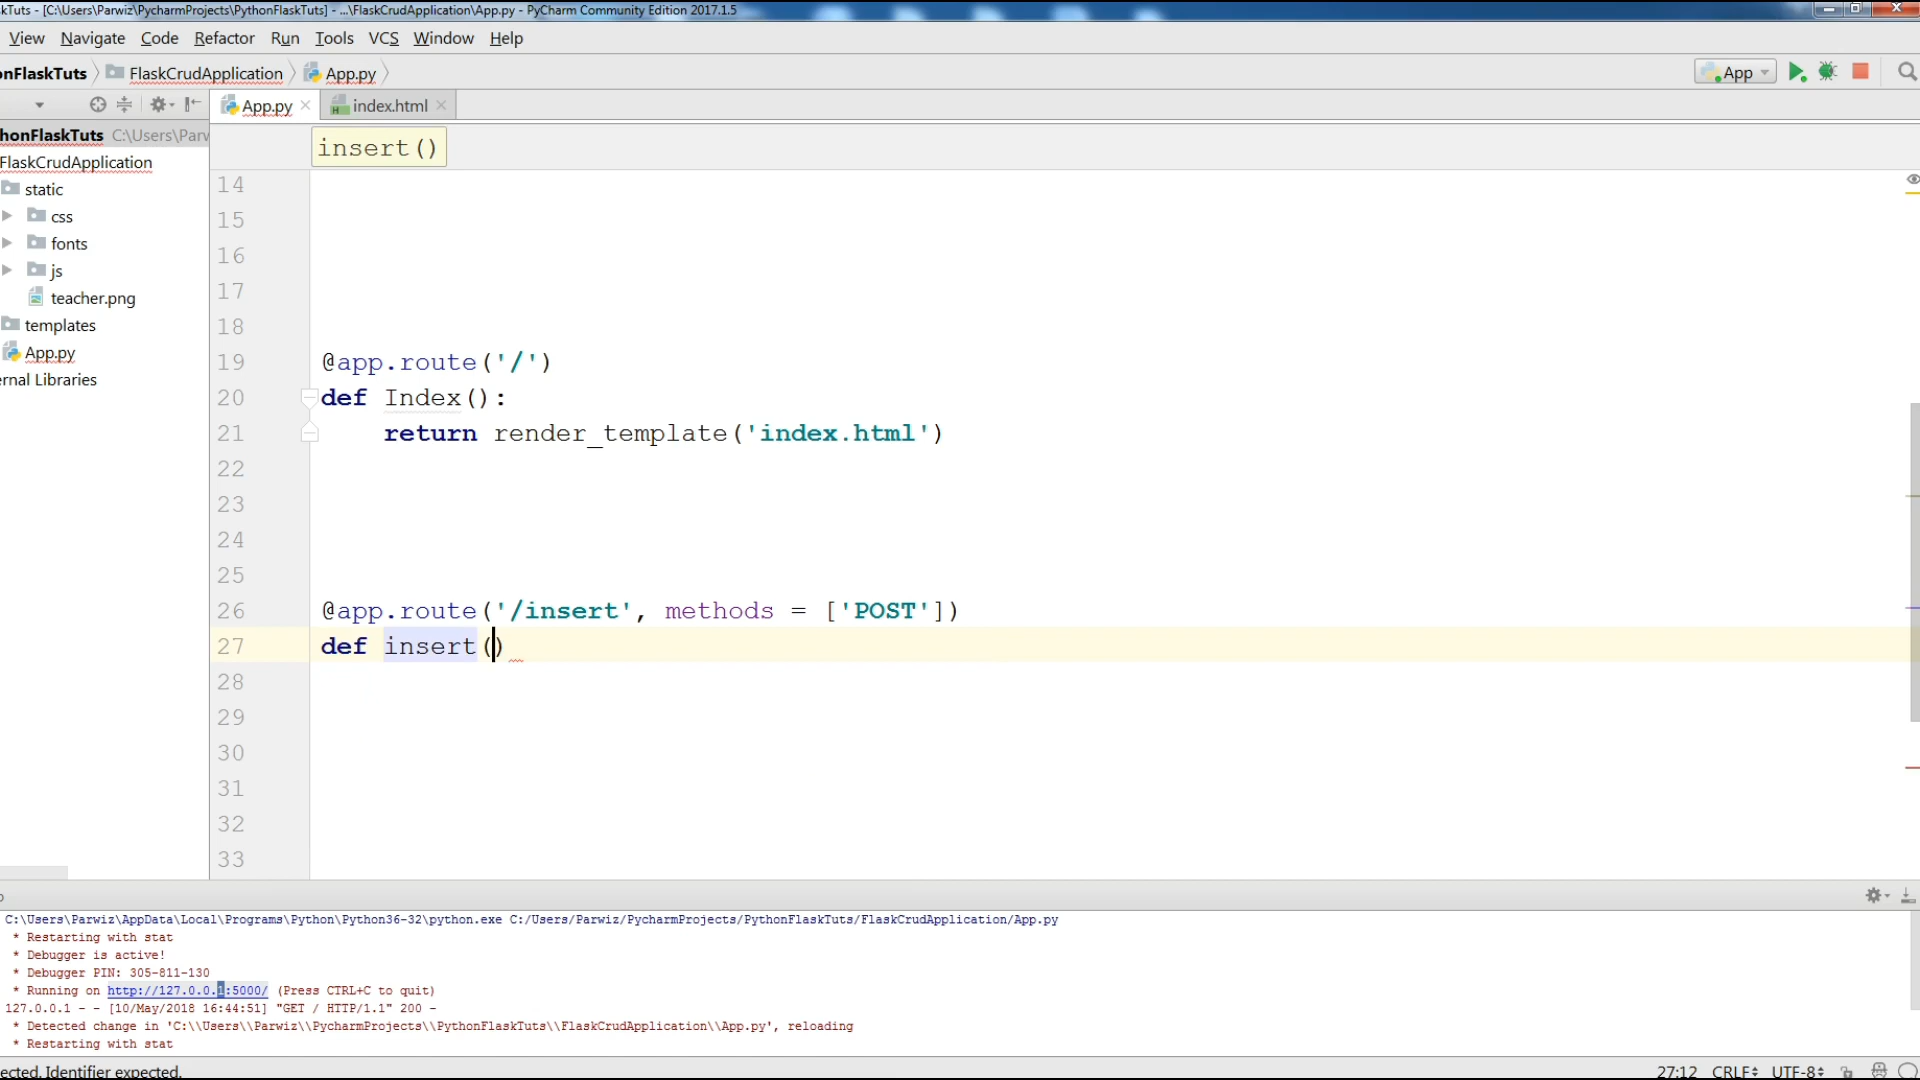 kTuts - [C:\Users\Parwiz\PycharmProjects\PythonFlaskTuts] - ...\FlaskCrudApplication\App.py - PyCharm Community Edition 2017.1.5
View Navigate Code Refactor Run Tools VCS Window Help
onFlaskTuts FlaskCrudApplication App.py App
App.py index.html
honFlaskTuts C:\Users\Parw
insert()
FlaskCrudApplication
static
css
fonts
js
teacher.png
templates
App.py
ernal Libraries
14
15
16
17
18
19 @app.route('/')
20 def Index():
21 return render_template('index.html')
22
23
24
25
26 @app.route('/insert', methods = ['POST'])
27 def insert()
28
29
30
31
32
33
C:\Users\Parwiz\AppData\Local\Programs\Python\Python36-32\python.exe C:/Users/Parwiz/PycharmProjects/PythonFlaskTuts/FlaskCrudApplication/App.py
* Restarting with stat
* Debugger is active!
* Debugger PIN: 305-811-130
* Running on http://127.0.0.1:5000/ (Press CTRL+C to quit)
127.0.0.1 - - [10/May/2018 16:44:51] "GET / HTTP/1.1" 200 -
* Detected change in 'C:\\Users\\Parwiz\\PycharmProjects\\PythonFlaskTuts\\FlaskCrudApplication\\App.py', reloading
* Restarting with stat
ected. Identifier expected. 27:12 CRLF UTF-8